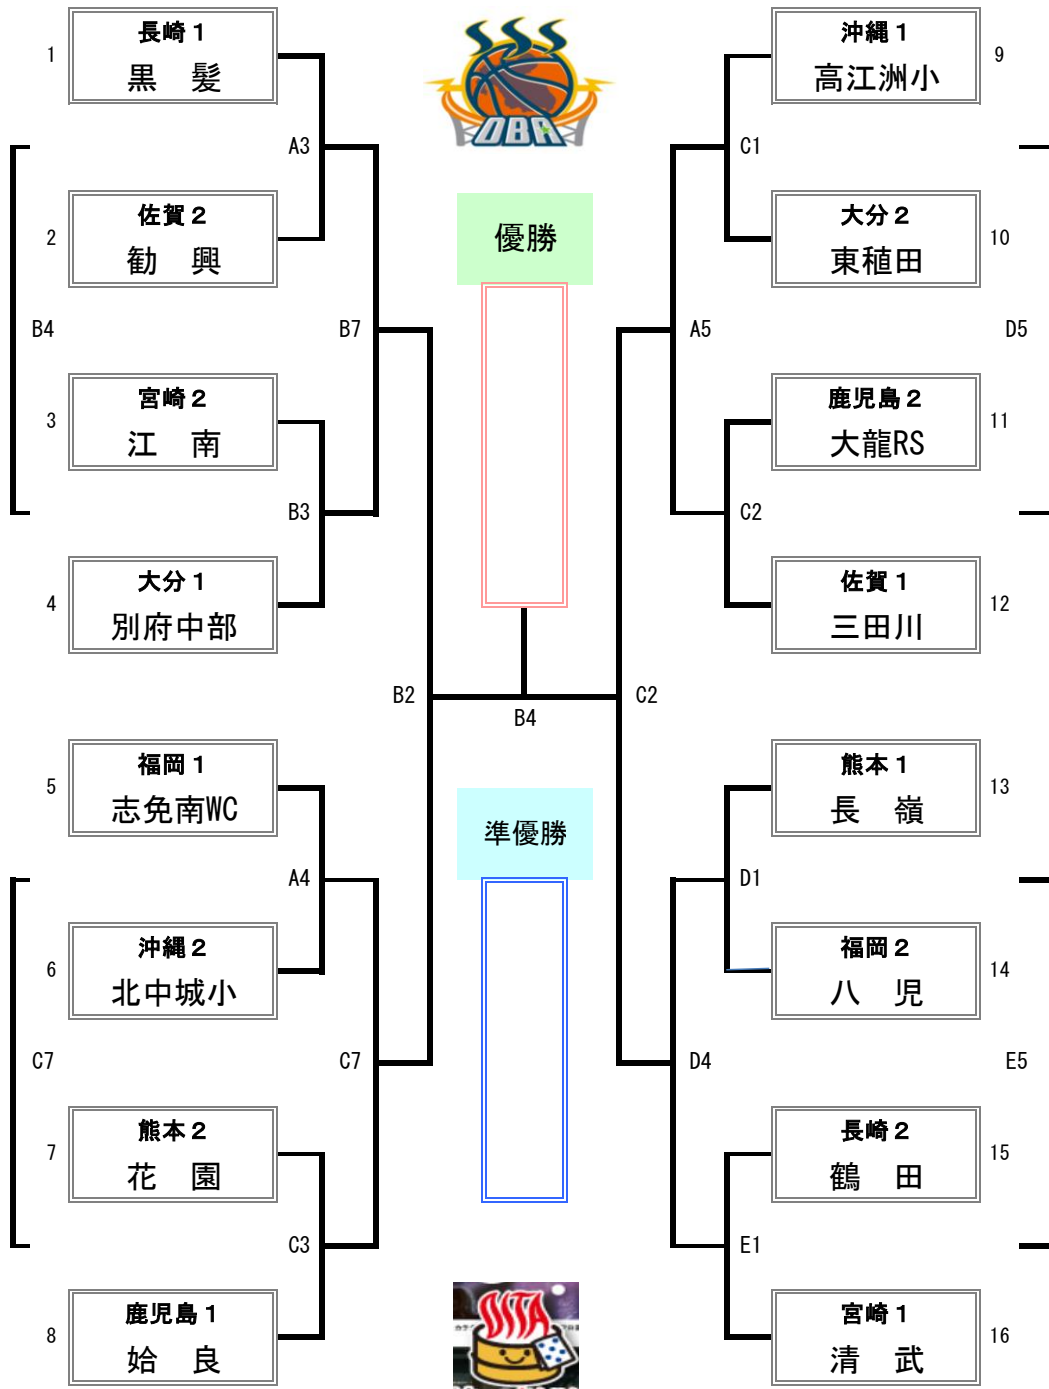 長崎１
1
黒　髪
A3
佐賀２
2
勧　興
B4
B7
宮崎２
3
江　南
B3
大分１
4
別府中部
B2
福岡１
5
志免南WC
A4
沖縄２
6
北中城小
C7
C7
熊本２
7
花　園
C3
鹿児島１
8
姶　良
OBA
優勝
B4
準優勝
OITA
沖縄１
9
高江洲小
C1
大分２
10
東稙田
A5
D5
鹿児島２
11
大龍RS
C2
佐賀１
12
三田川
C2
熊本１
13
長　嶺
D1
福岡２
14
八　児
D4
E5
長崎２
15
鶴　田
E1
宮崎１
16
清　武